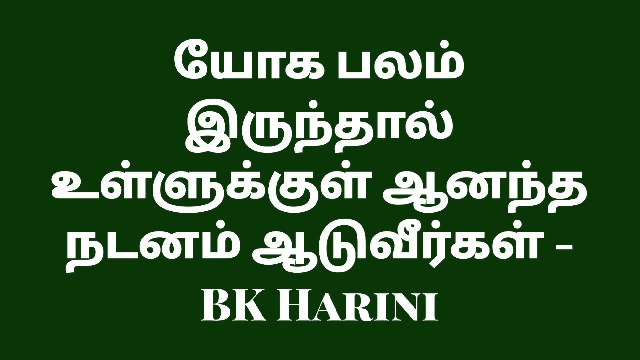 யோக பலம்
இருந்தால்
உள்ளுக்குள் ஆனந்த
நடனம் ஆடுவீர்கள் -
BK Harini